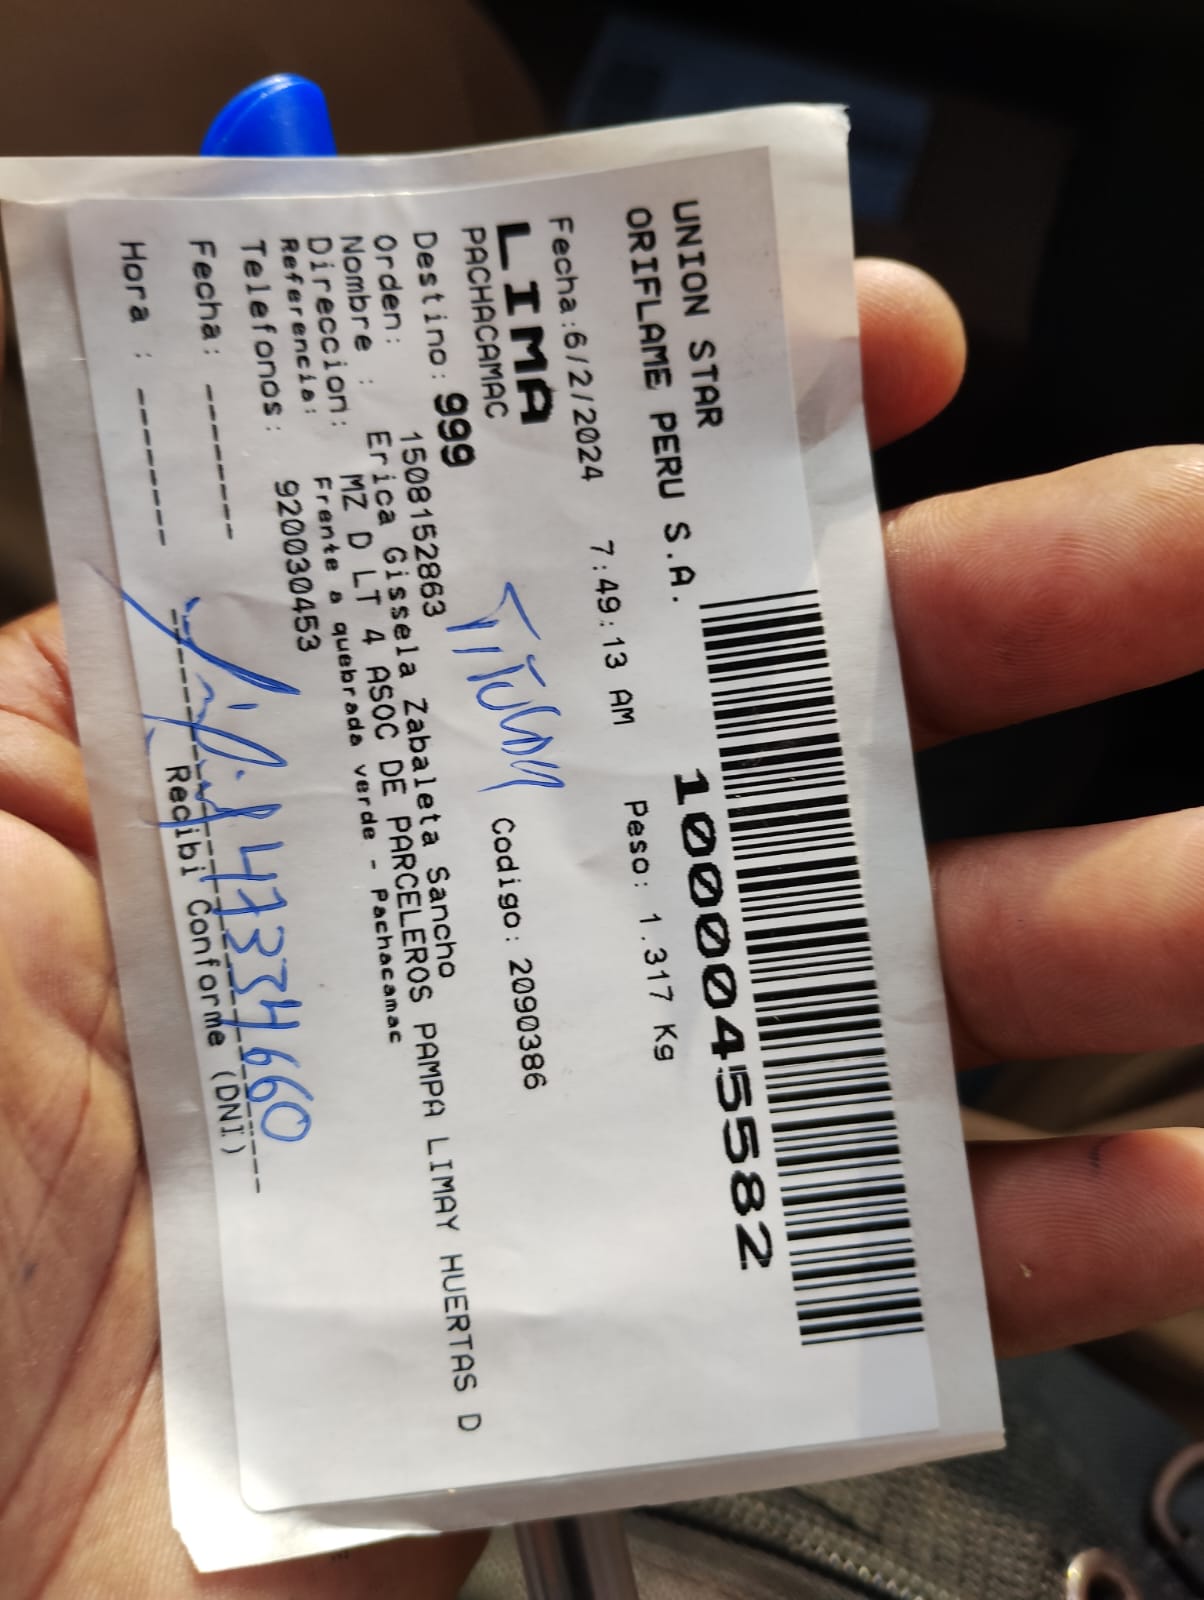 UNION STAR
ORIFLAME PERU S.A.
1000045582
Fecha:6/2/2024 7:49:13 AM Peso: 1.317 Kg
LIMA
PACHACAMAC TITULAR Codigo: 2090386
Destino: 999
Orden: 1508152863
Nombre : Erica Gissela Zabaleta Sancho
Direccion: MZ D LT 4 ASOC DE PARCELEROS PAMPA LIMAY HUERTAS D
Referencia: Frente a quebrada verde - Pachacamac
Telefonos: 920030453
Fecha: -------
47334660
Hora : -------
Recibi Conforme (DNI)